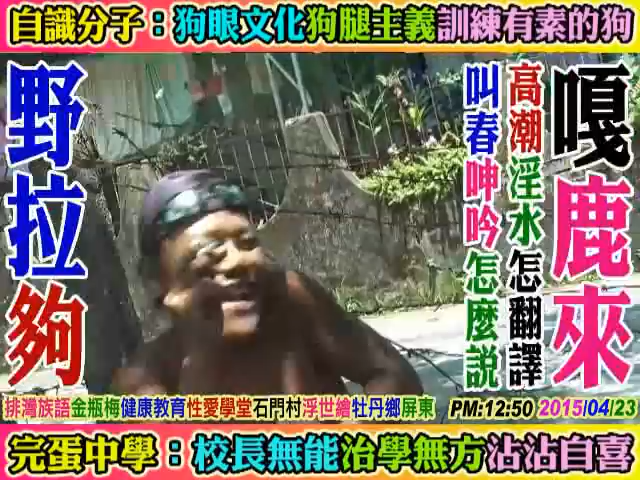 自識分子：狗眼文化狗腿主義訓練有素的狗
嘎鹿來
高潮淫水怎翻譯
叫春呻吟怎麼說
野拉夠
排灣族語金瓶梅健康教育性愛學堂石門村浮世繪牡丹鄉屏東
PM:12:50 2015/04/23
完蛋中學：校長無能治學無方沾沾自喜